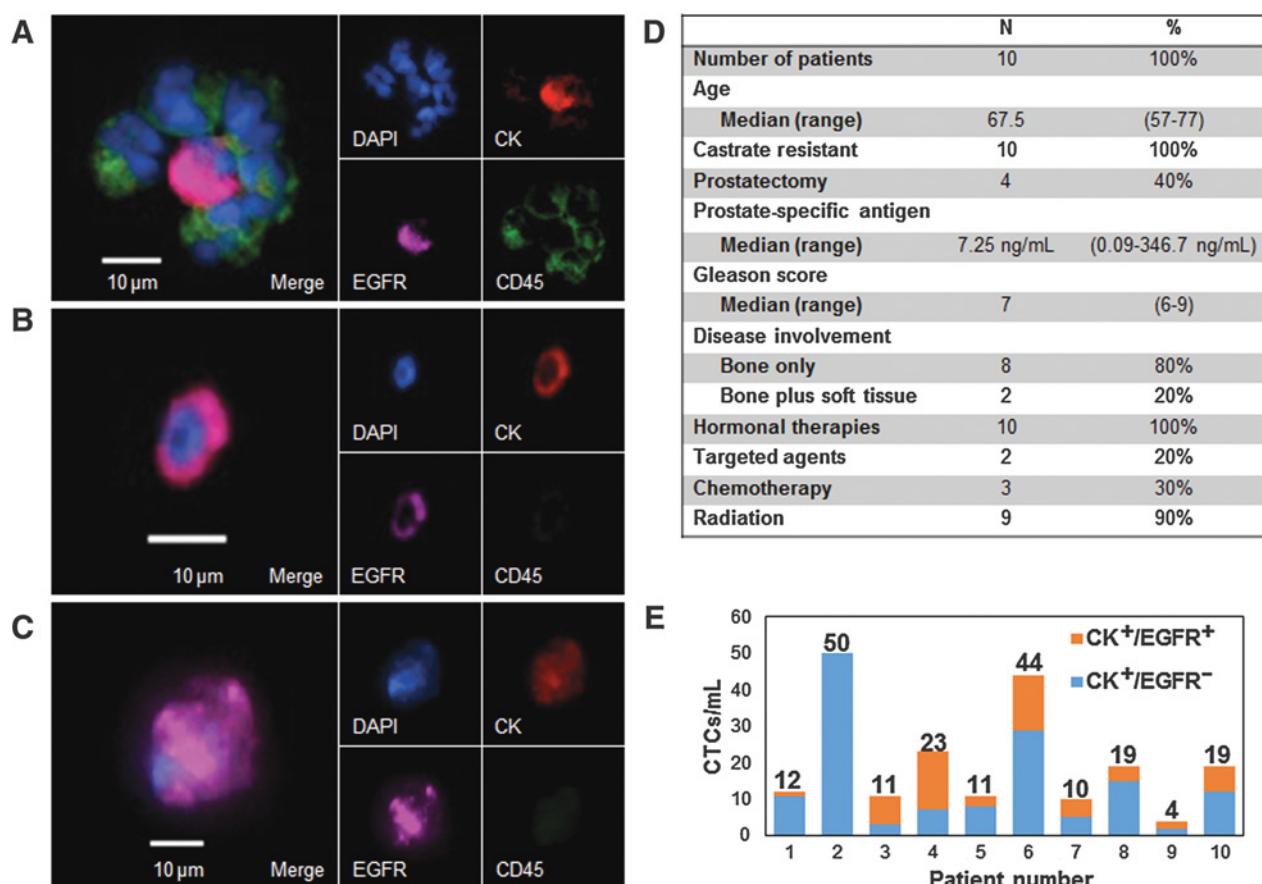 A
DAPI
CK
10 µm
Merge
EGFR
CD45
B
DAPI
CK
10 µm
Merge
EGFR
CD45
C
DAPI
CK
10 µm
Merge
EGFR
CD45
D
N %
Number of patients 10 100%
Age
Median (range) 67.5 (57-77)
Castrate resistant 10 100%
Prostatectomy 4 40%
Prostate-specific antigen
Median (range) 7.25 ng/mL (0.09-346.7 ng/mL)
Gleason score
Median (range) 7 (6-9)
Disease involvement
Bone only 8 80%
Bone plus soft tissue 2 20%
Hormonal therapies 10 100%
Targeted agents 2 20%
Chemotherapy 3 30%
Radiation 9 90%
E
CTCs/mL
60
50
40
30
20
10
0
CK+/EGFR+
CK+/EGFR−
12 50 11 23 11 44 10 19 4 19
1 2 3 4 5 6 7 8 9 10
Patient number